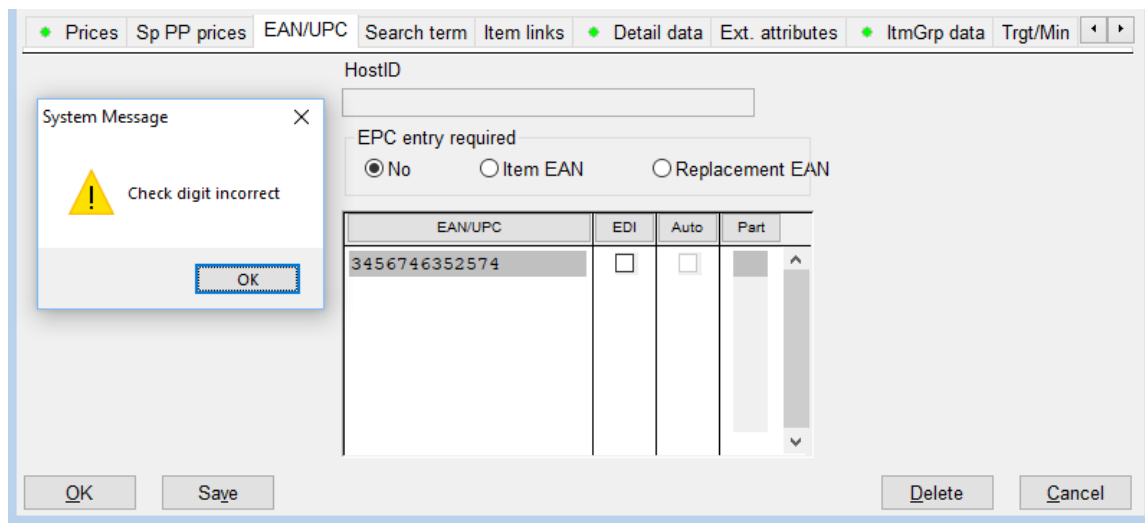 Prices Sp PP prices EAN/UPC Search term Item links Detail data Ext. attributes ItmGrp data Trgt/Min
HostID
System Message
Check digit incorrect
OK
EPC entry required
No Item EAN Replacement EAN
EAN/UPC EDI Auto Part
3456746352574
OK Save Delete Cancel